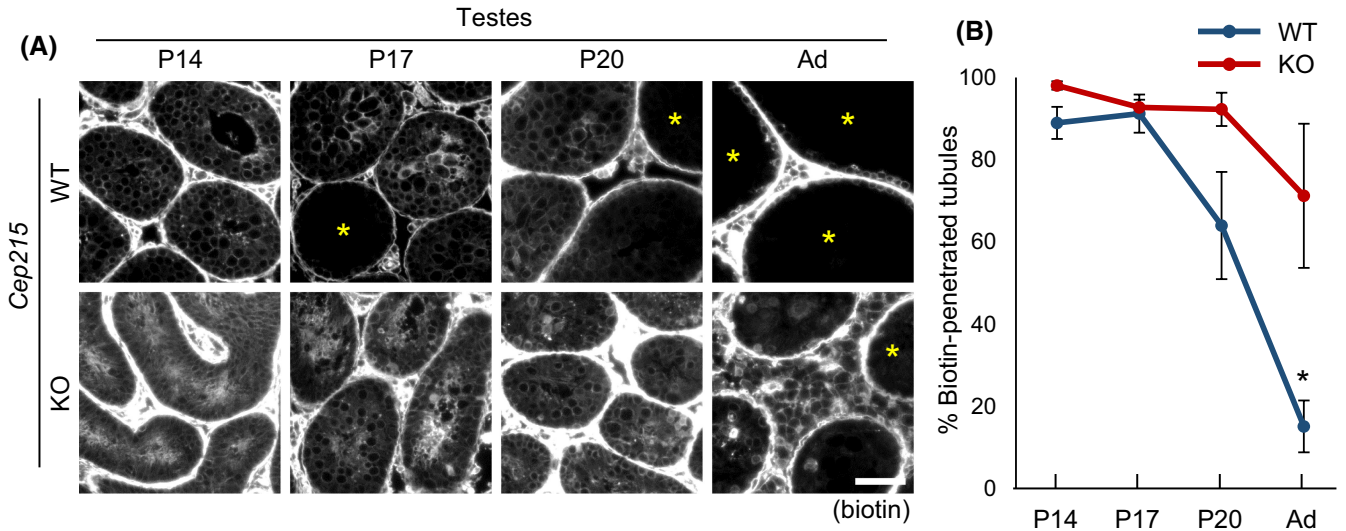 Testes
(A)
P14 P17 P20 Ad
Cep215
WT
*
*
*
*
*
KO
*
(biotin)
(B)
WT
KO
% Biotin-penetrated tubules
100
80
60
40
20
0
*
P14 P17 P20 Ad